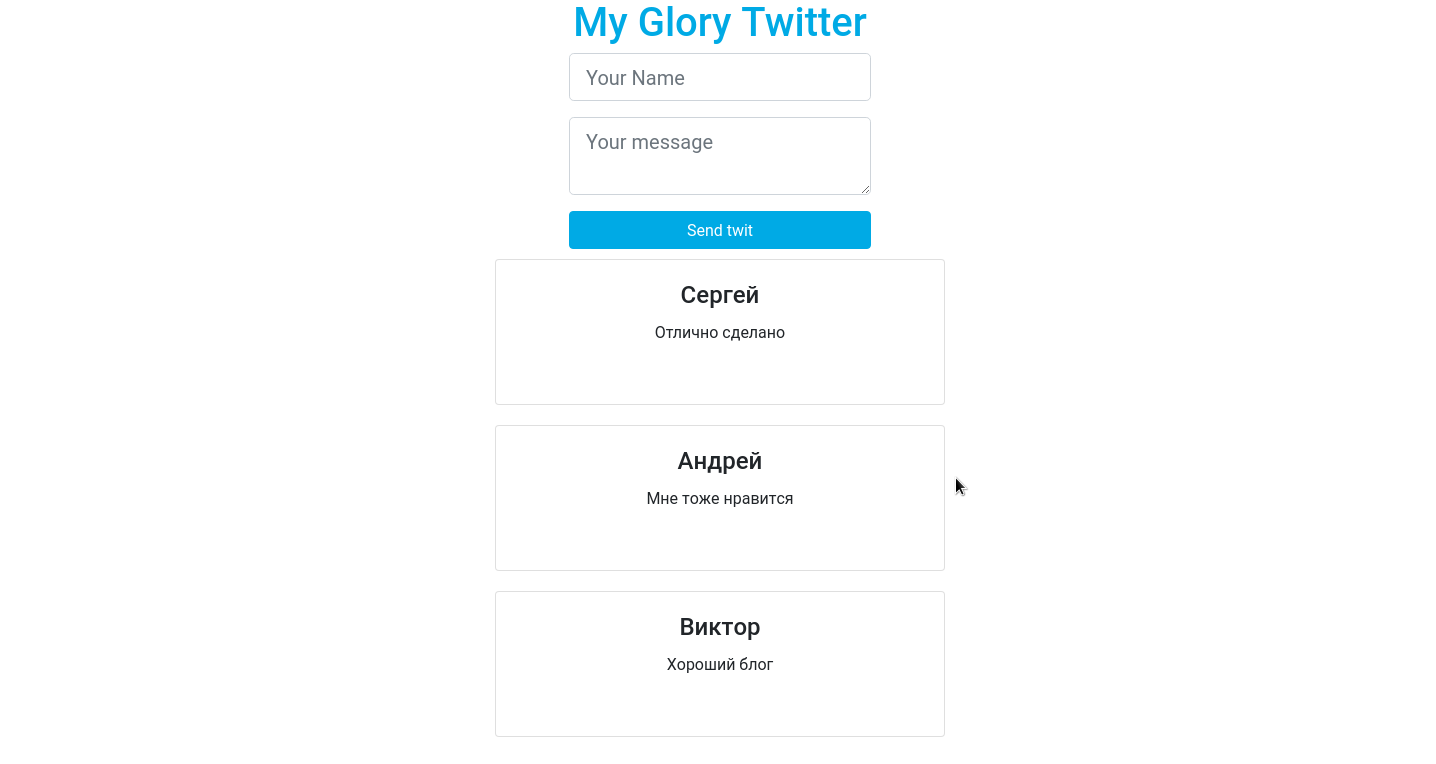 My Glory Twitter
Your Name
Your message
Send twit
Сергей
Отлично сделано
Андрей
Мне тоже нравится
Виктор
Хороший блог